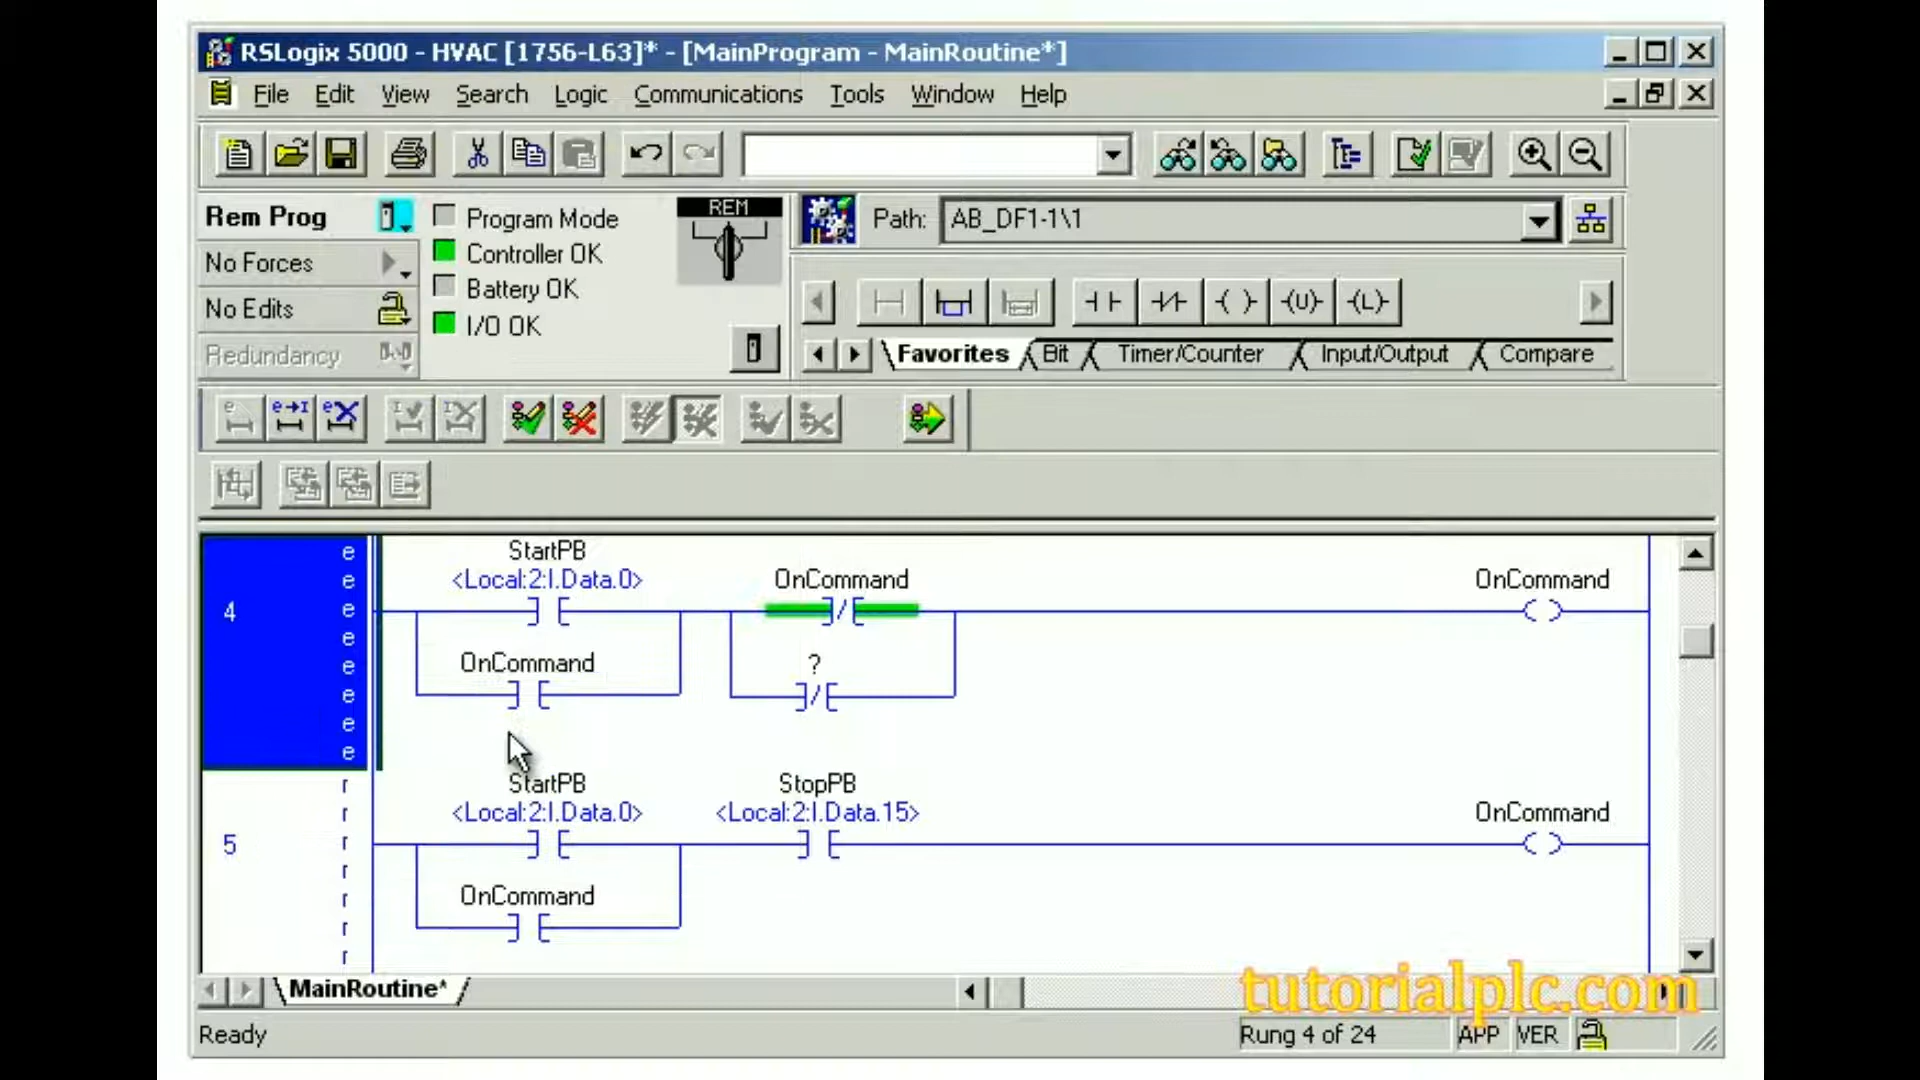 RSLogix 5000 - HVAC [1756-L63]* - [MainProgram - MainRoutine*]
File Edit View Search Logic Communications Tools Window Help
Rem Prog
Program Mode
REM
Path: AB_DF1-1\1
No Forces
Controller OK
Battery OK
No Edits
I/O OK
(U) (L)
Redundancy
Favorites Bit Timer/Counter Input/Output Compare
StartPB
<Local:2:I.Data.0>
OnCommand
OnCommand
4
e
e
e
e
e
e
e
e
OnCommand
?
StartPB
<Local:2:I.Data.0>
StopPB
<Local:2:I.Data.15>
OnCommand
5
r
r
r
r
r
r
r
OnCommand
MainRoutine*
tutorialplc.com
Ready
Rung 4 of 24
APP
VER